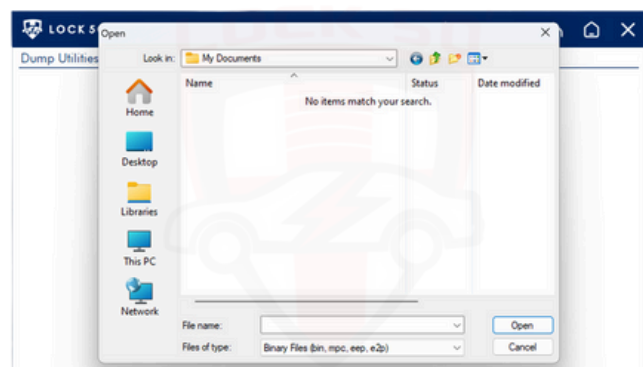 LOCK S
Open
Dump Utilities
Look in:
My Documents
Name
Status
Date modified
No items match your search.
Home
Desktop
Libraries
This PC
Network
File name:
Open
Files of type:
Binary Files (bin, mpc, eep, e2p)
Cancel